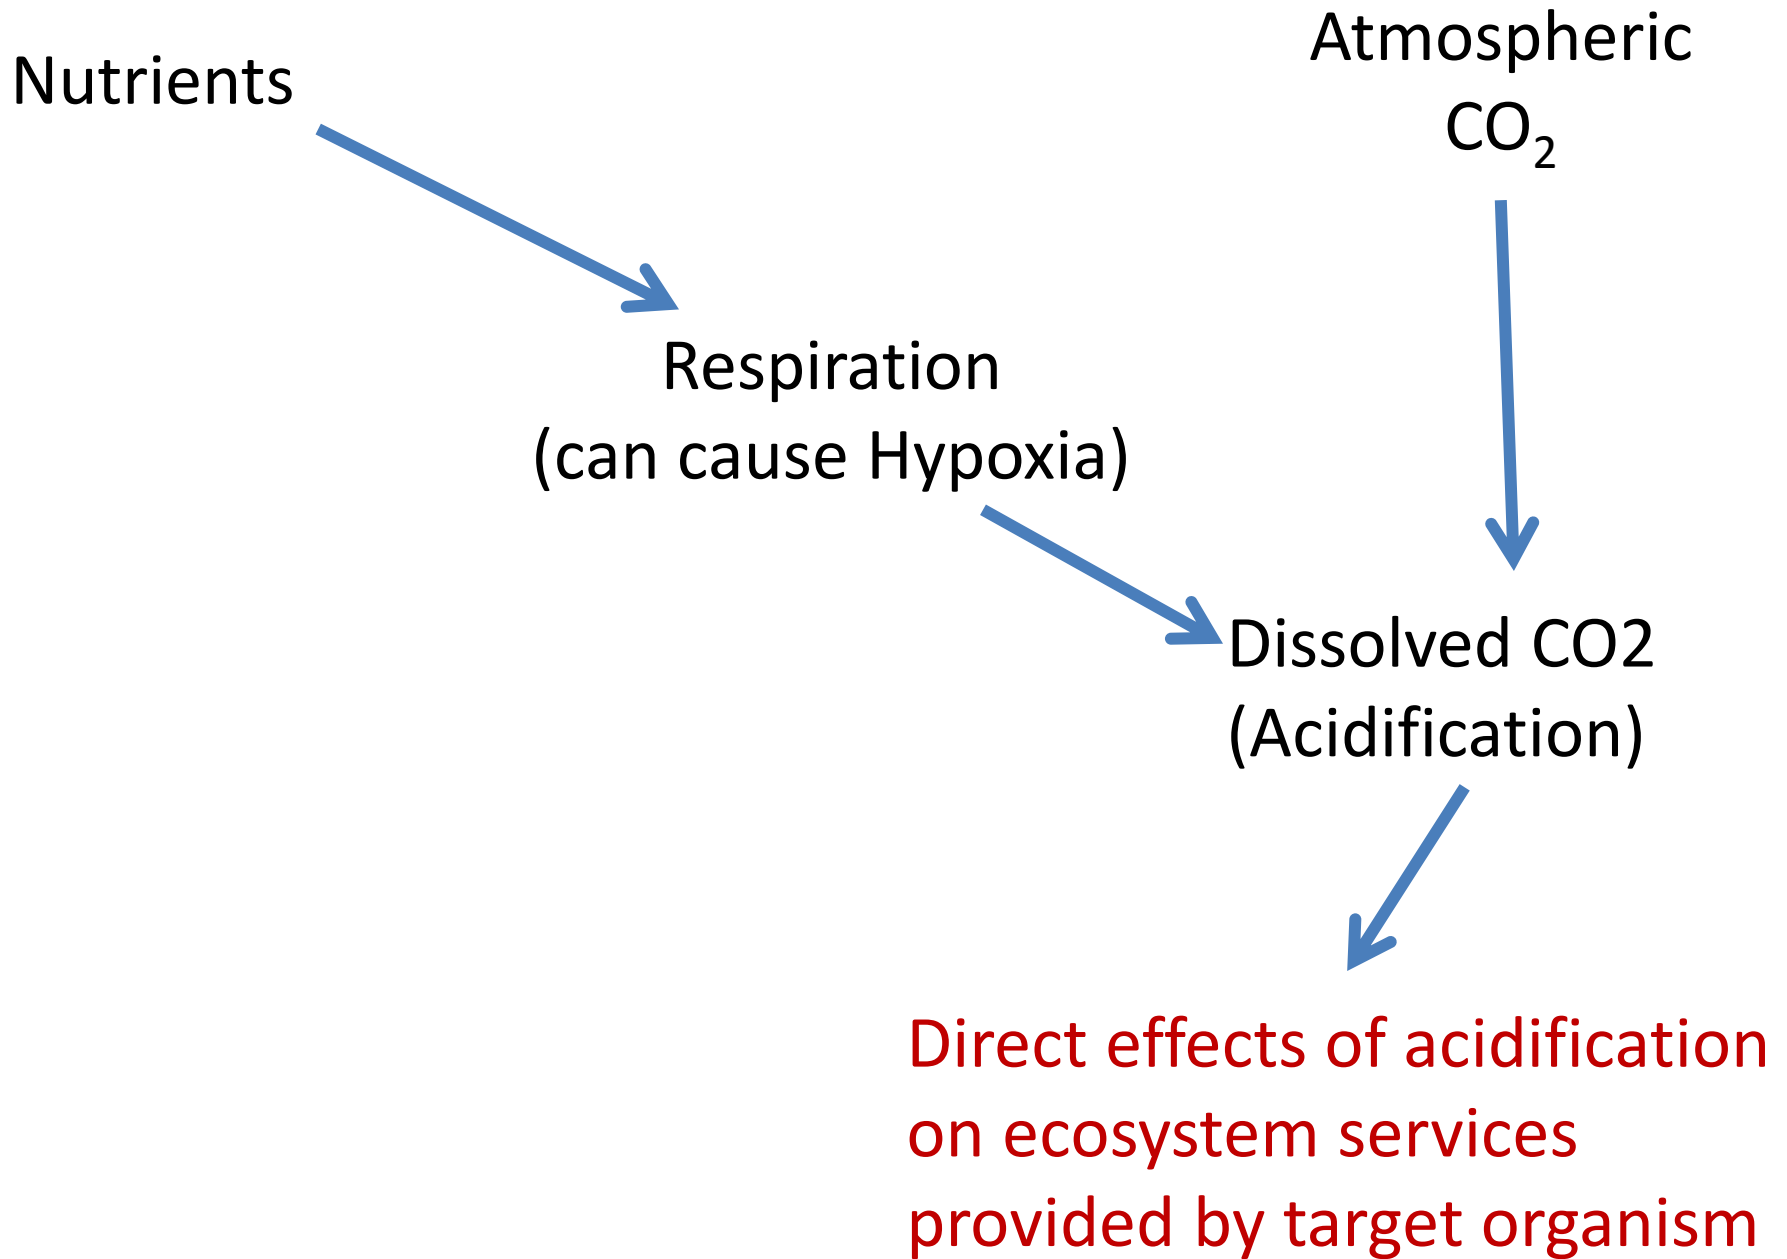 Nutrients
Atmospheric
CO₂
Respiration
(can cause Hypoxia)
Dissolved CO2
(Acidification)
Direct effects of acidification
on ecosystem services
provided by target organism